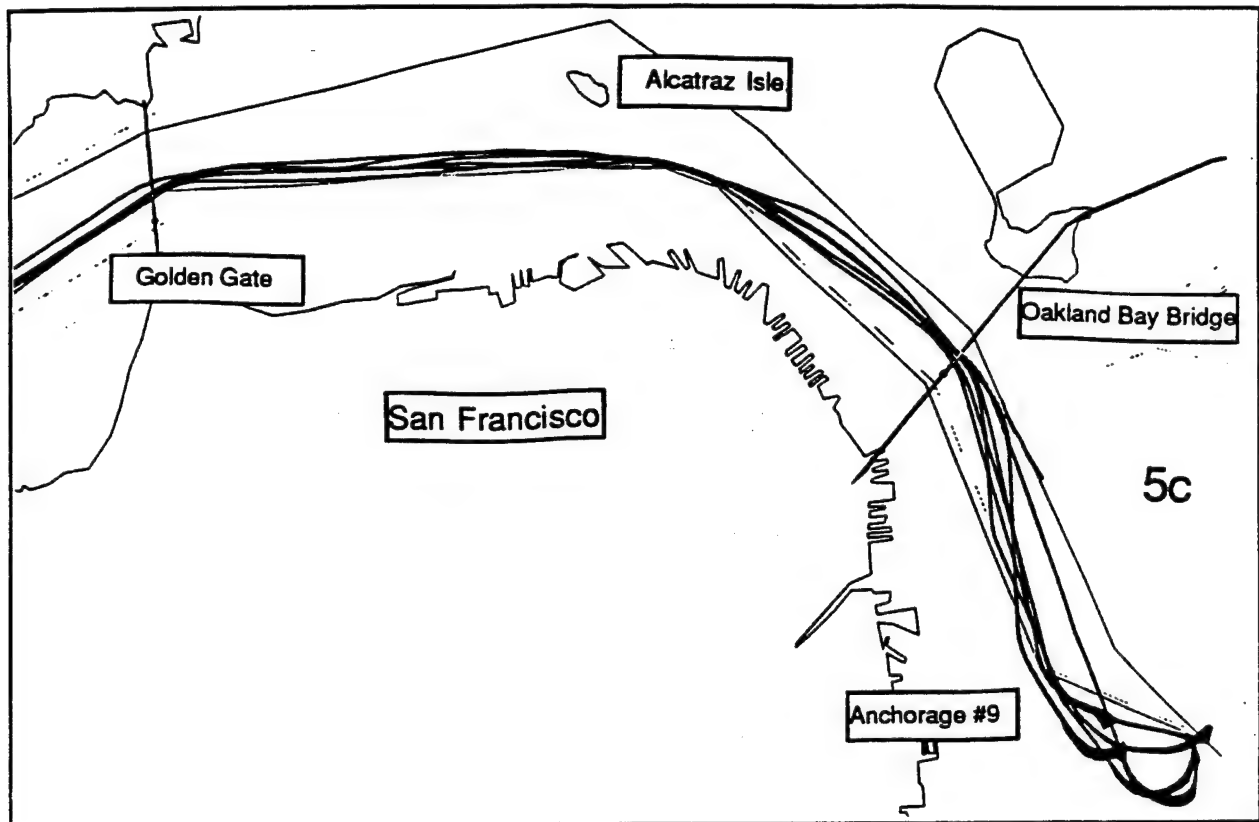 Alcatraz Isle
Golden Gate
Oakland Bay Bridge
San Francisco
5c
Anchorage #9